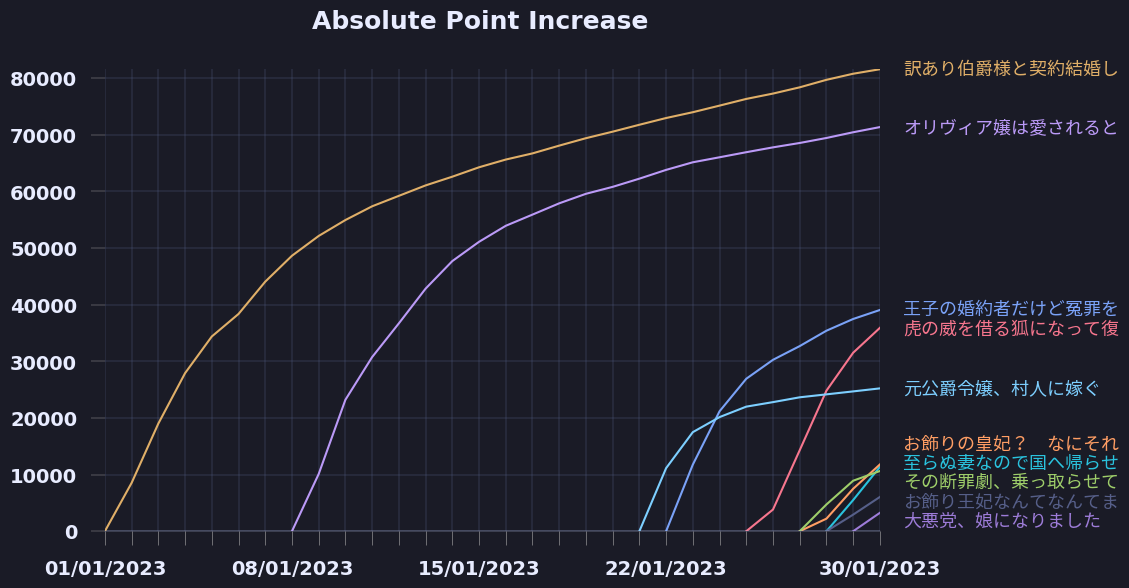 Absolute Point Increase
80000
70000
60000
50000
40000
30000
20000
10000
0
01/01/2023
08/01/2023
15/01/2023
22/01/2023
30/01/2023
訳あり伯爵様と契約結婚し
オリヴィア嬢は愛されると
王子の婚約者だけど冤罪を
虎の威を借る狐になって復
元公爵令嬢、村人に嫁ぐ
お飾りの皇妃？　なにそれ
至らぬ妻なので国へ帰らせ
その断罪劇、乗っ取らせて
お飾り王妃なんてなんてま
大悪党、娘になりました